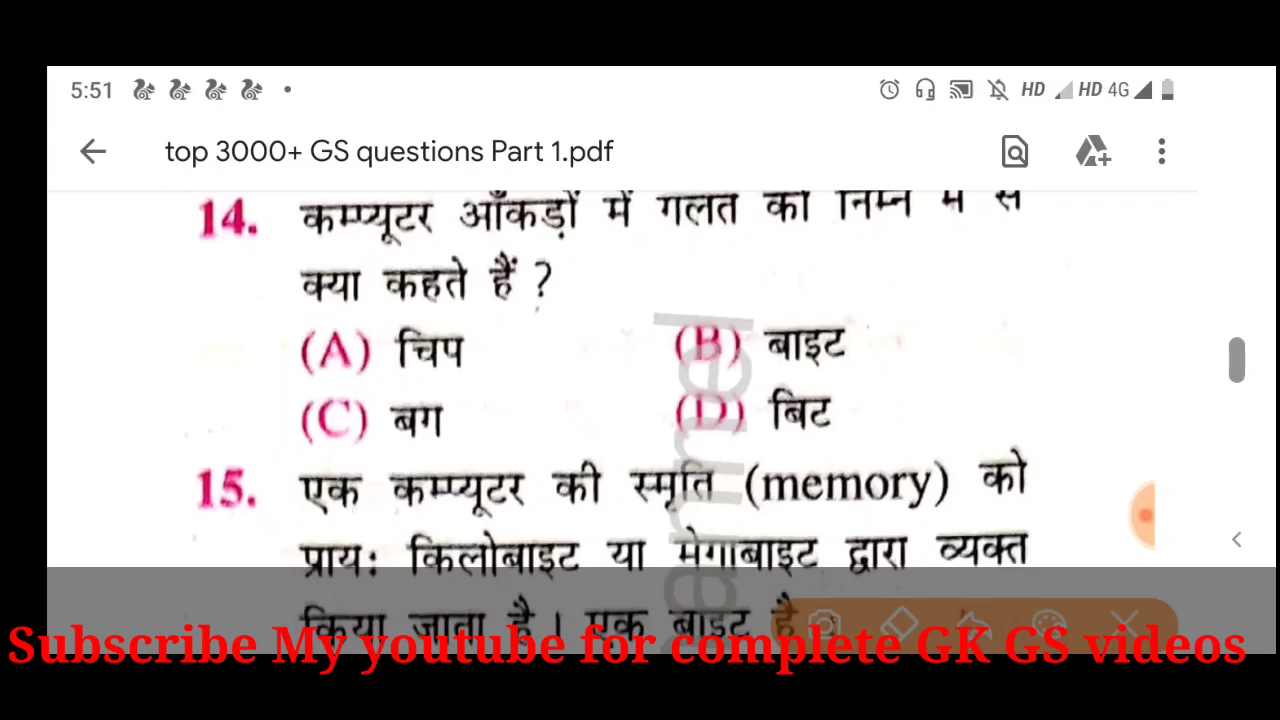 5:51 HD HD 4G
top 3000+ GS questions Part 1.pdf
14. कम्प्यूटर आँकड़ों में गलत को निम्न में से
क्या कहते हैं ?
(A) चिप (B) बाइट
(C) बग (D) बिट
15. एक कम्प्यूटर की स्मृति (memory) को
प्राय: किलोबाइट या मेगाबाइट द्वारा व्यक्त
किया जाता है । एक बाइट है
Subscribe My youtube for complete GK GS videos